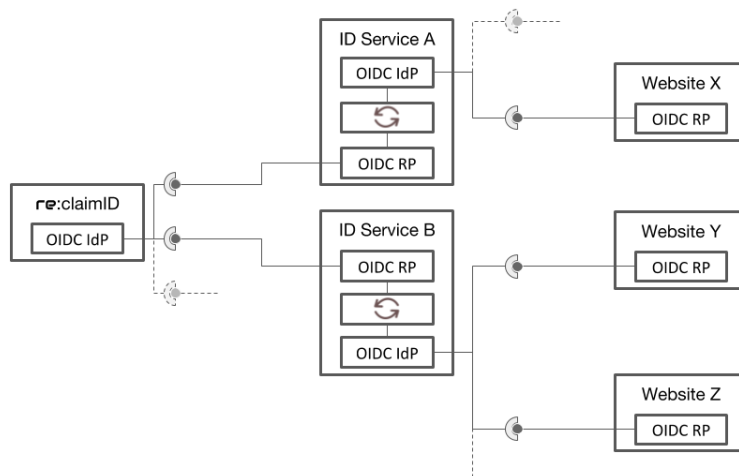 re:claimID
OIDC IdP
ID Service A
OIDC IdP
OIDC RP
ID Service B
OIDC RP
OIDC IdP
Website X
OIDC RP
Website Y
OIDC RP
Website Z
OIDC RP